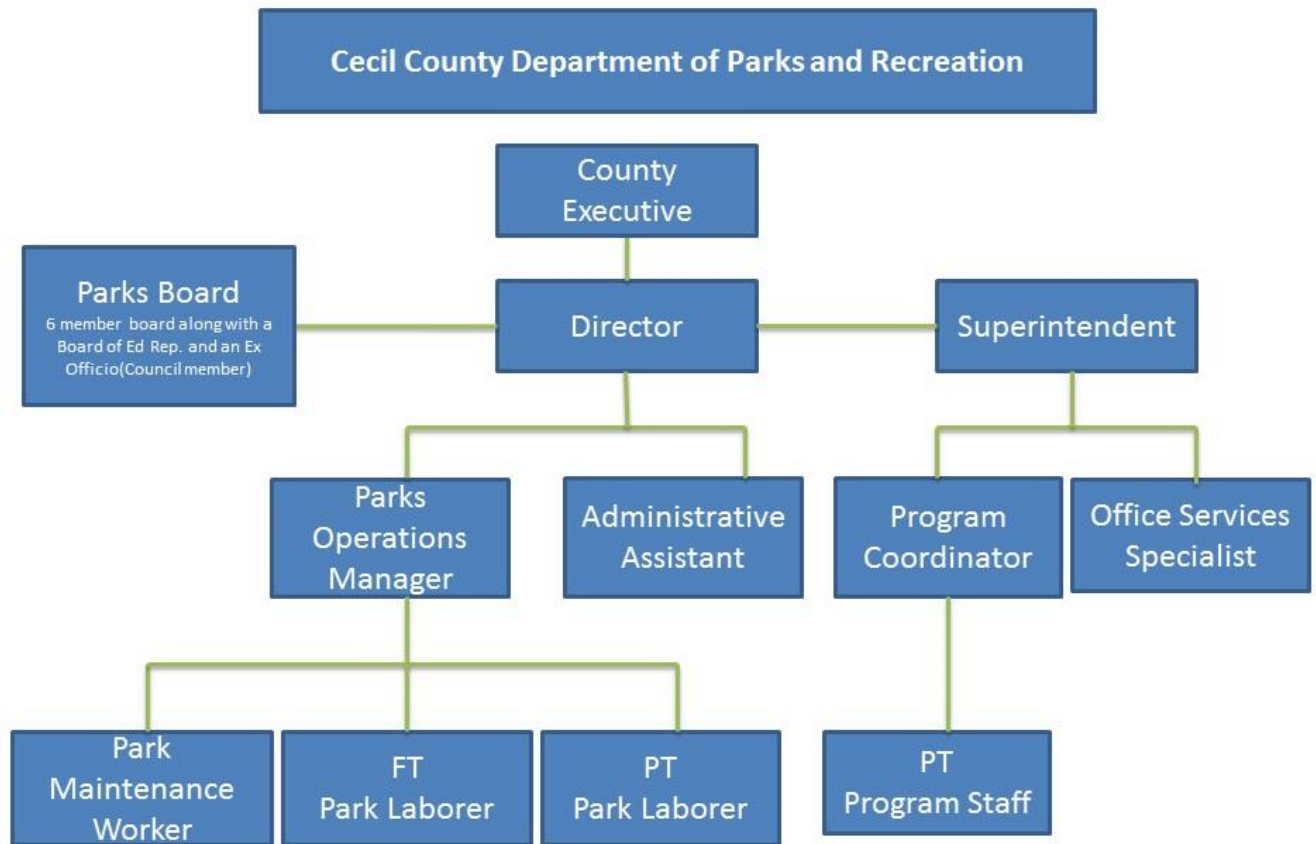 Cecil County Department of Parks and Recreation
County
Executive
Parks Board
6 member board along with a
Board of Ed Rep. and an Ex
Officio(Council member)
Director
Superintendent
Parks
Operations
Manager
Administrative
Assistant
Program
Coordinator
Office Services
Specialist
Park
Maintenance
Worker
FT
Park Laborer
PT
Park Laborer
PT
Program Staff